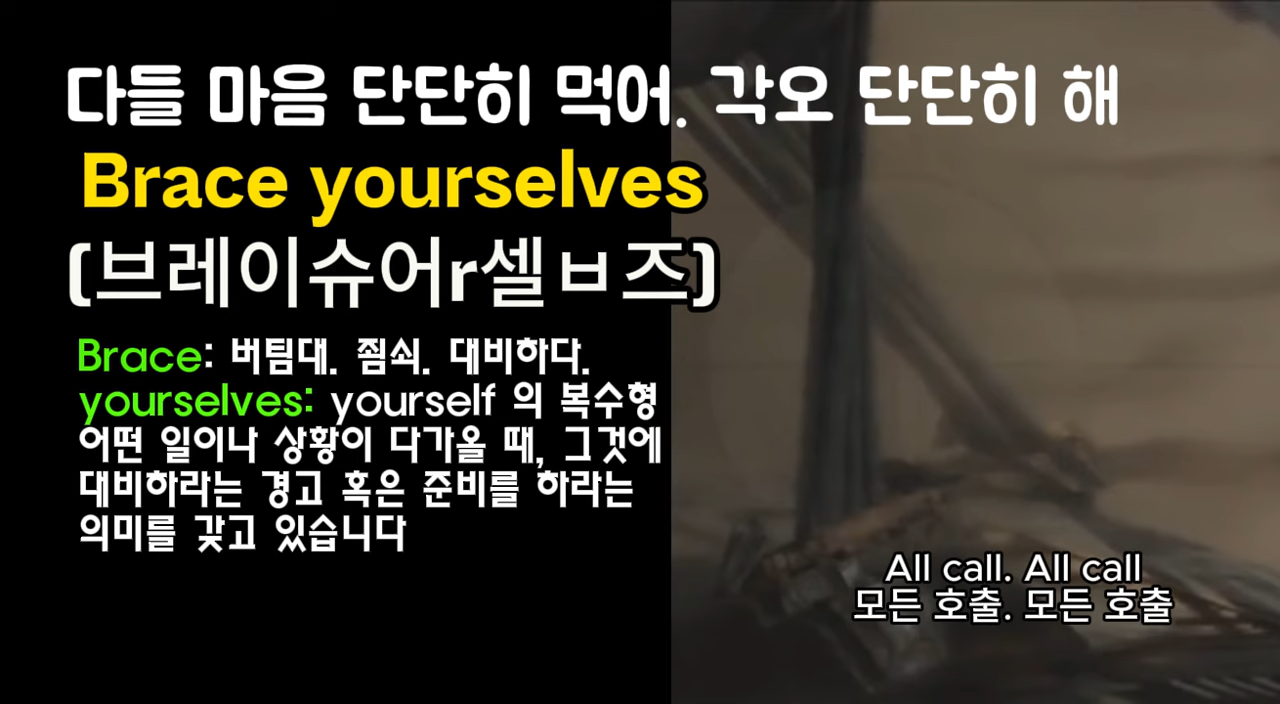 다들 마음 단단히 먹어. 각오 단단히 해
Brace yourselves
(브레이슈어r셀ㅂ즈)
Brace: 버팀대. 죔쇠. 대비하다.
yourselves: yourself 의 복수형
어떤 일이나 상황이 다가올 때, 그것에
대비하라는 경고 혹은 준비를 하라는
의미를 갖고 있습니다
All call. All call
모든 호출. 모든 호출